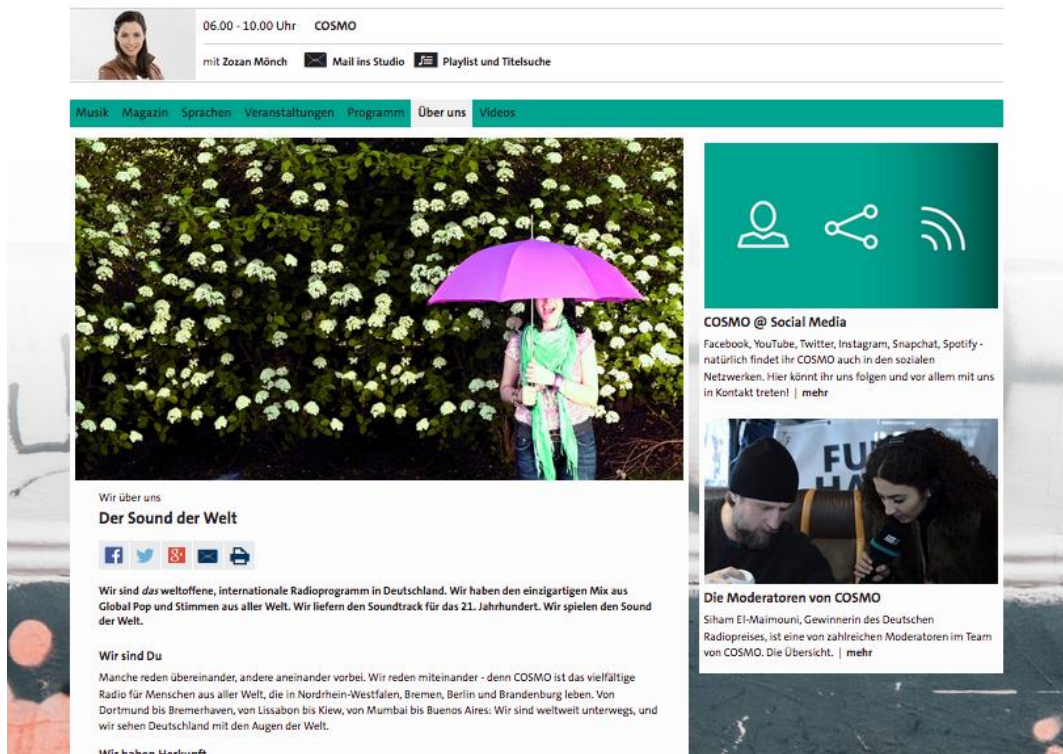 06.00 - 10.00 Uhr COSMO
mit Zozan Mönch Mail ins Studio Playlist und Titelsuche
Musik Magazin Sprachen Veranstaltungen Programm Über uns Videos
Wir über uns
Der Sound der Welt
Wir sind das weltoffene, internationale Radioprogramm in Deutschland. Wir haben den einzigartigen Mix aus
Global Pop und Stimmen aus aller Welt. Wir liefern den Soundtrack für das 21. Jahrhundert. Wir spielen den Sound
der Welt.
Wir sind Du
Manche reden übereinander, andere aneinander vorbei. Wir reden miteinander - denn COSMO ist das vielfältige
Radio für Menschen aus aller Welt, die in Nordrhein-Westfalen, Bremen, Berlin und Brandenburg leben. Von
Dortmund bis Bremerhaven, von Lissabon bis Kiew, von Mumbai bis Buenos Aires: Wir sind weltweit unterwegs, und
wir sehen Deutschland mit den Augen der Welt.
Wir haben Herkunft
COSMO @ Social Media
Facebook, YouTube, Twitter, Instagram, Snapchat, Spotify -
natürlich findet ihr COSMO auch in den sozialen
Netzwerken. Hier könnt ihr uns folgen und vor allem mit uns
in Kontakt treten! | mehr
Die Moderatoren von COSMO
Siham El-Maimouni, Gewinnerin des Deutschen
Radiopreises, ist eine von zahlreichen Moderatoren im Team
von COSMO. Die Übersicht. | mehr